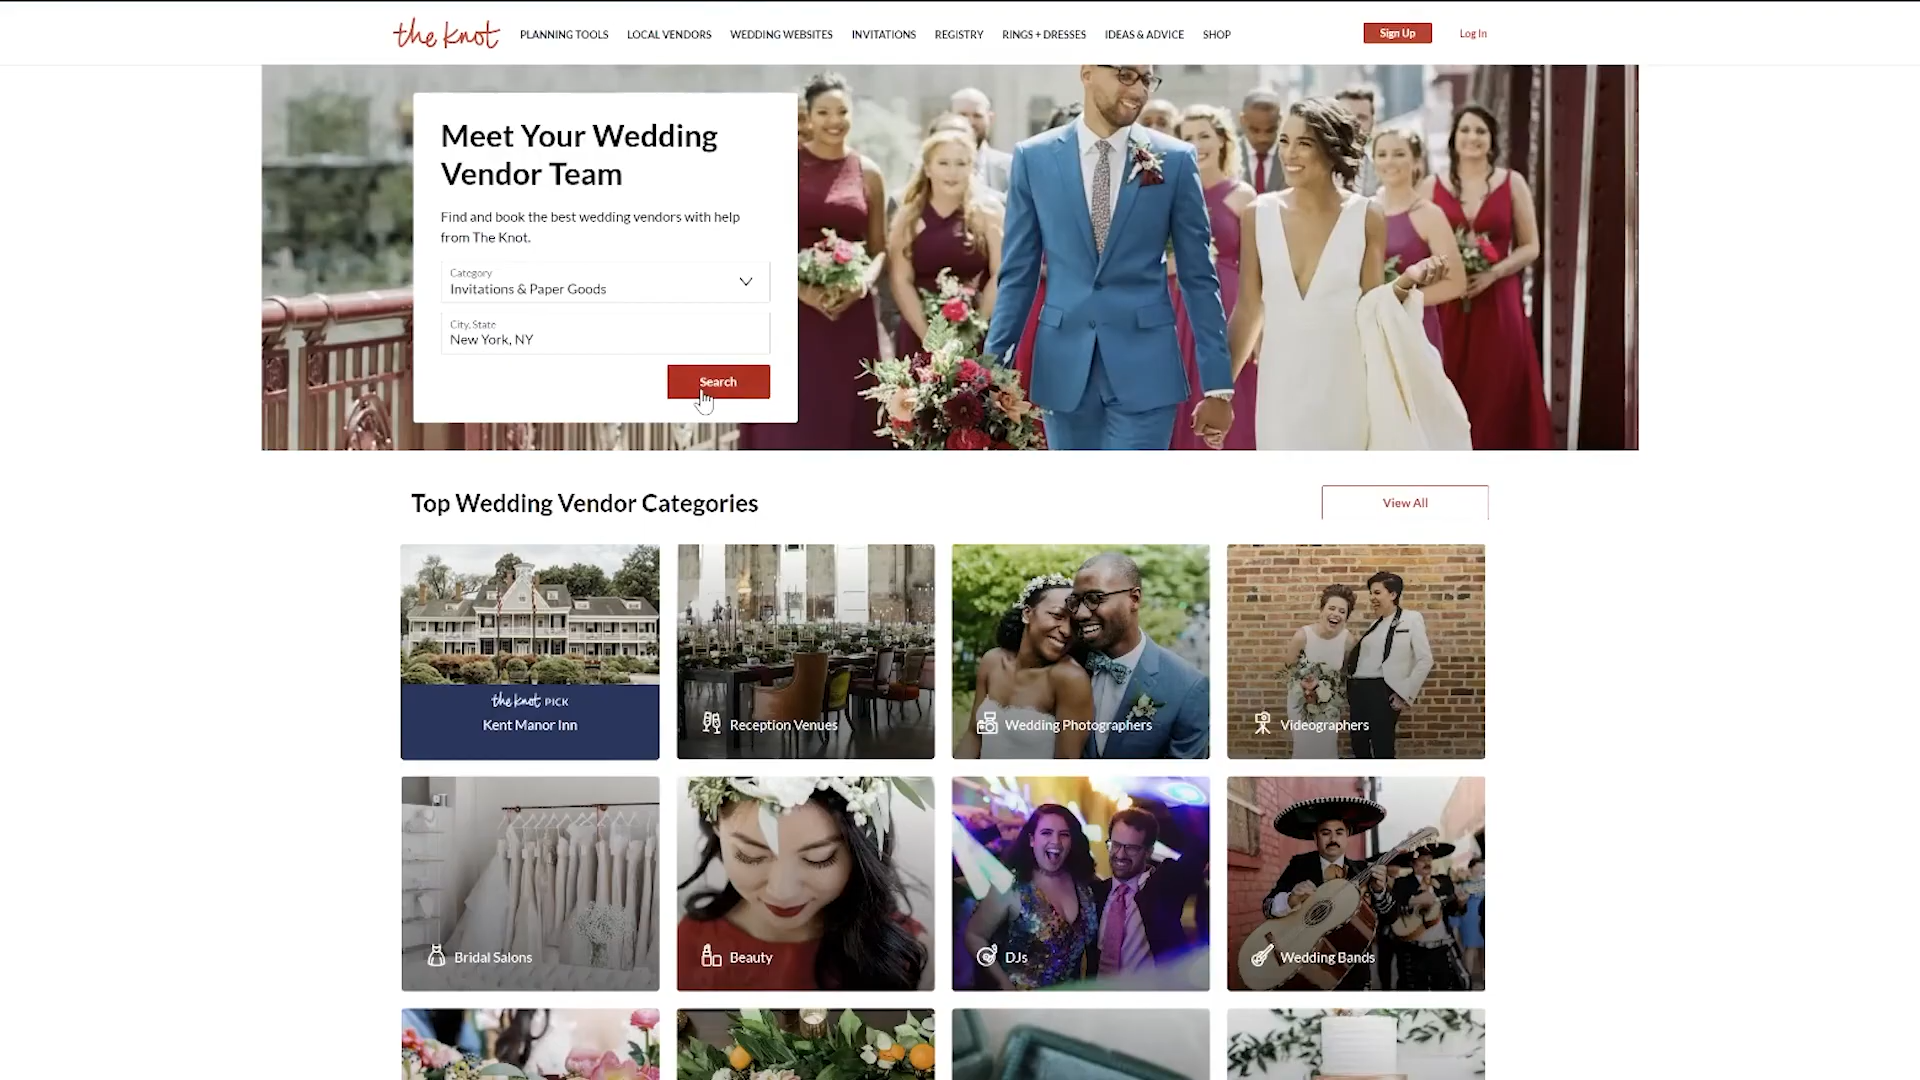 the knot
PLANNING TOOLS
LOCAL VENDORS
WEDDING WEBSITES
INVITATIONS
REGISTRY
RINGS + DRESSES
IDEAS & ADVICE
SHOP
Sign Up
Log In
Meet Your Wedding
Vendor Team
Find and book the best wedding vendors with help
from The Knot.
Category
Invitations & Paper Goods
City, State
New York, NY
Search
Top Wedding Vendor Categories
View All
the knot PICK
Kent Manor Inn
Reception Venues
Wedding Photographers
Videographers
Bridal Salons
Beauty
DJs
Wedding Bands